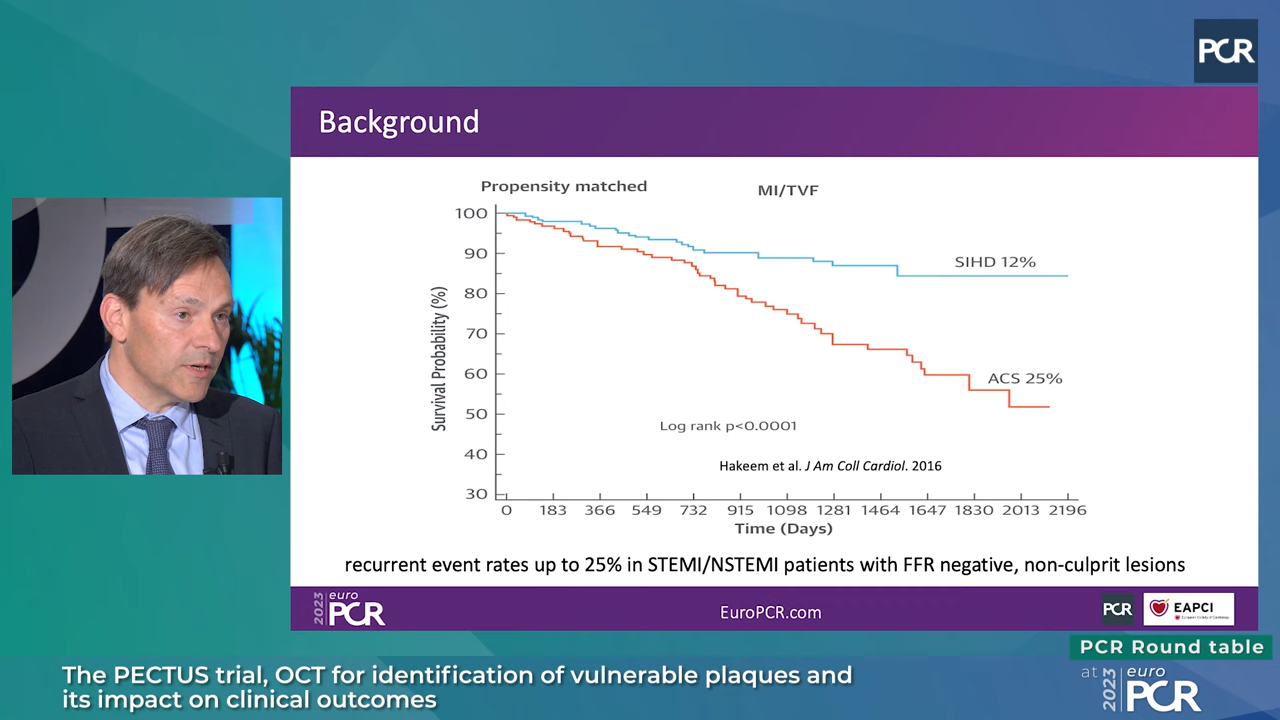 PCR
Background
Propensity matched
MI/TVF
Survival Probability (%)
100
90
80
70
60
50
40
30
SIHD 12%
ACS 25%
Log rank p<0.0001
Hakeem et al. J Am Coll Cardiol. 2016
0 183 366 549 732 915 1098 1281 1464 1647 1830 2013 2196
Time (Days)
recurrent event rates up to 25% in STEMI/NSTEMI patients with FFR negative, non-culprit lesions
2023 euro PCR
EuroPCR.com
PCR
EAPCI
PCR Round table
at 2023 euro PCR
The PECTUS trial, OCT for identification of vulnerable plaques and
its impact on clinical outcomes